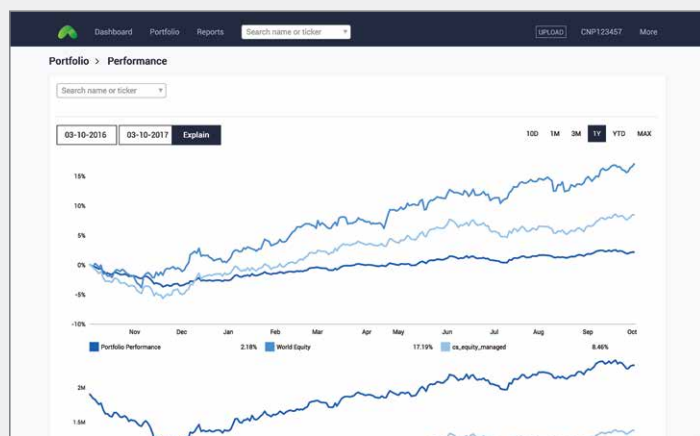 Dashboard Portfolio Reports Search name or ticker UPLOAD CNP123457 More
Portfolio > Performance
Search name or ticker
03-10-2016 03-10-2017 Explain 10D 1M 3M 1Y YTD MAX
15%
10%
5%
0%
-5%
-10%
Nov Dec Jan Feb Mar Apr May Jun Jul Aug Sep Oct
Portfolio Performance 2.18% World Equity 17.19% cs_equity_managed 8.46%
2M
1.5M